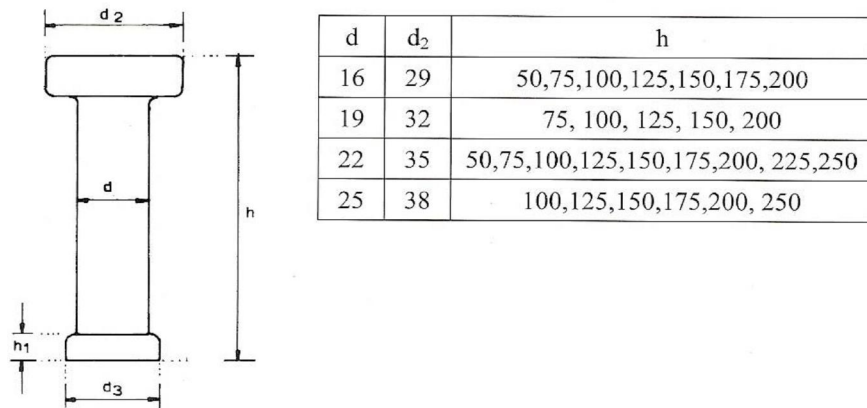 d 2
d
h
h1
d3
d d2 h
16 29 50,75,100,125,150,175,200
19 32 75, 100, 125, 150, 200
22 35 50,75,100,125,150,175,200, 225,250
25 38 100,125,150,175,200, 250